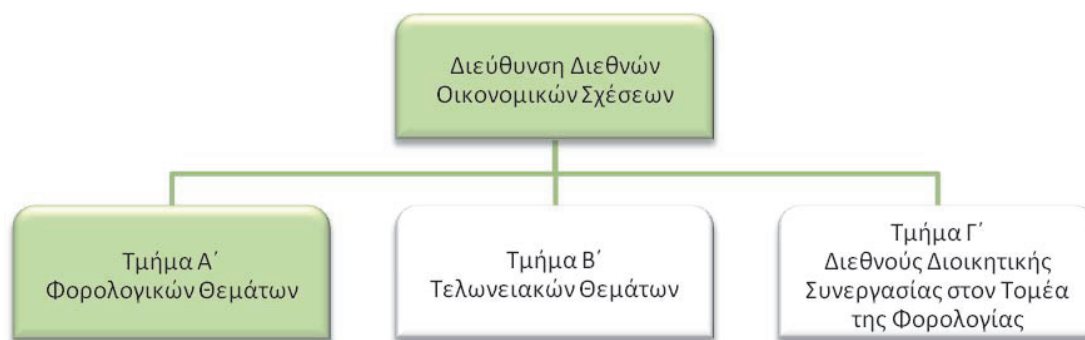 Διεύθυνση Διεθνών
Οικονομικών Σχέσεων
Τμήμα Α΄
Φορολογικών Θεμάτων
Τμήμα Β΄
Τελωνειακών Θεμάτων
Τμήμα Γ΄
Διεθνούς Διοικητικής
Συνεργασίας στον Τομέα
της Φορολογίας